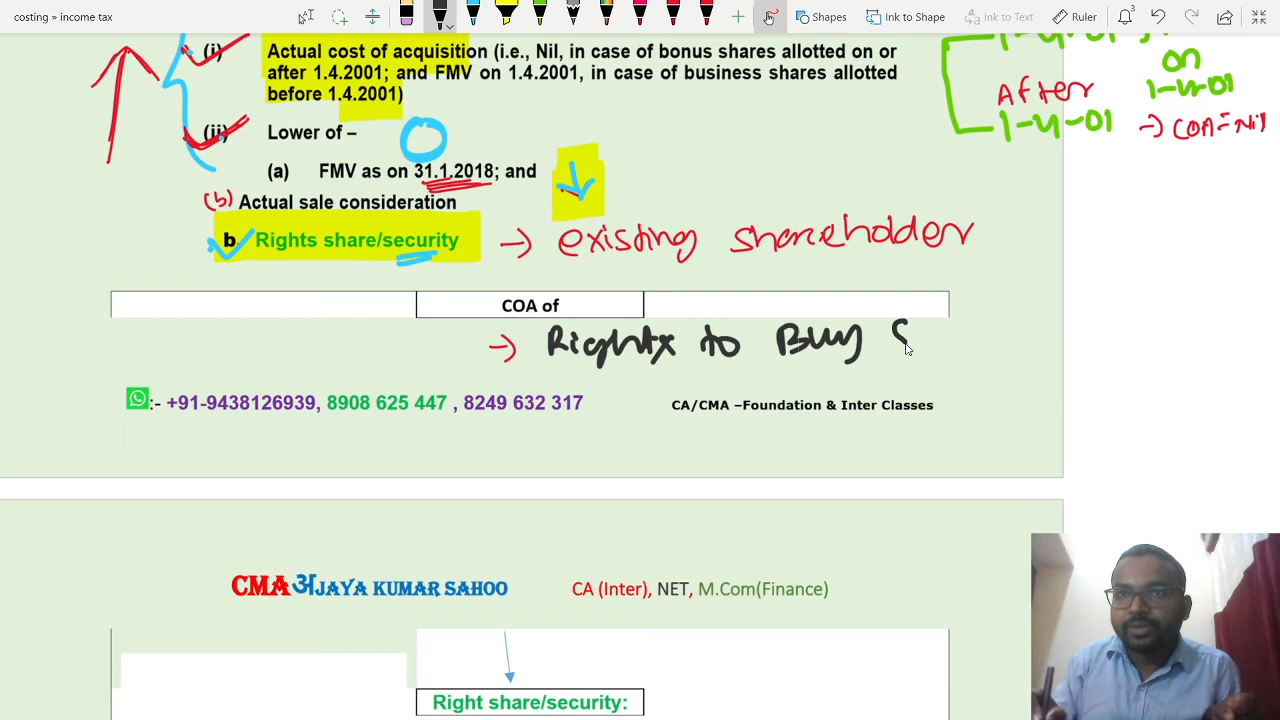 costing » income tax
Shapes
Ink to Shape
Ink to Text
Ruler
(i) Actual cost of acquisition (i.e., Nil, in case of bonus shares allotted on or
after 1.4.2001; and FMV on 1.4.2001, in case of business shares allotted
before 1.4.2001)
on
1-4-01
After
1-4-01 → COA = Nil
(ii) Lower of –
(a) FMV as on 31.1.2018; and
(b) Actual sale consideration
b. Rights share/security → existing shareholder
COA of
→ Rights to Buy S
:- +91-9438126939, 8908 625 447 , 8249 632 317
CA/CMA –Foundation & Inter Classes
CMA अJAYA KUMAR SAHOO
CA (Inter), NET, M.Com(Finance)
Right share/security: